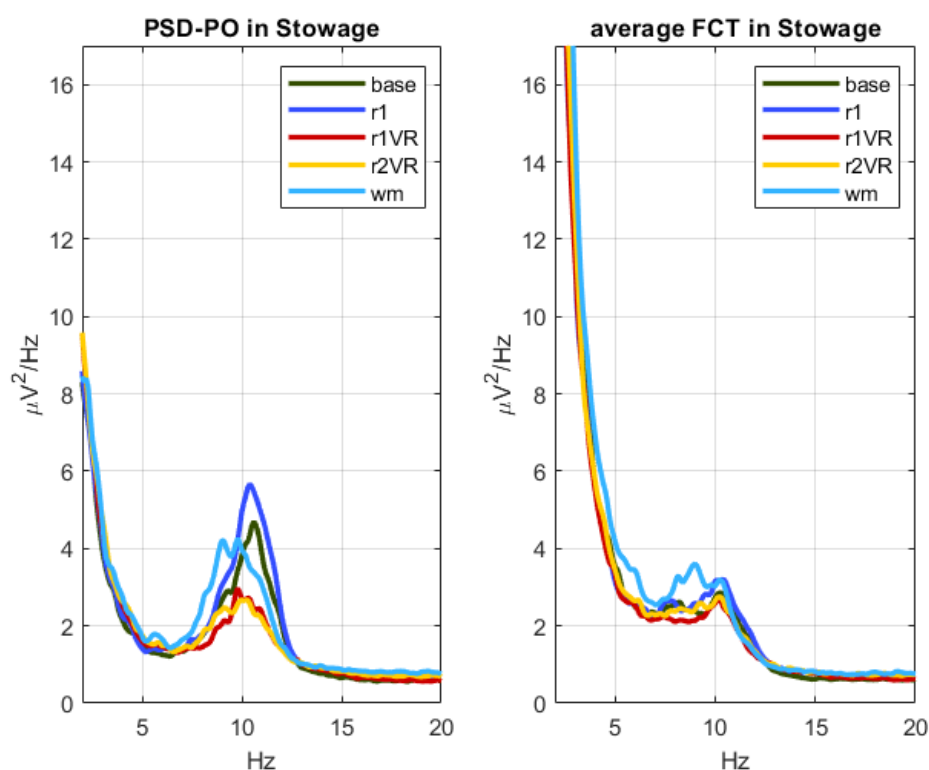 PSD-PO in Stowage
16
14
12
10
8
6
4
2
0
μV²/Hz
5
10
15
20
Hz
base
r1
r1VR
r2VR
wm
average FCT in Stowage
16
14
12
10
8
6
4
2
0
μV²/Hz
5
10
15
20
Hz
base
r1
r1VR
r2VR
wm